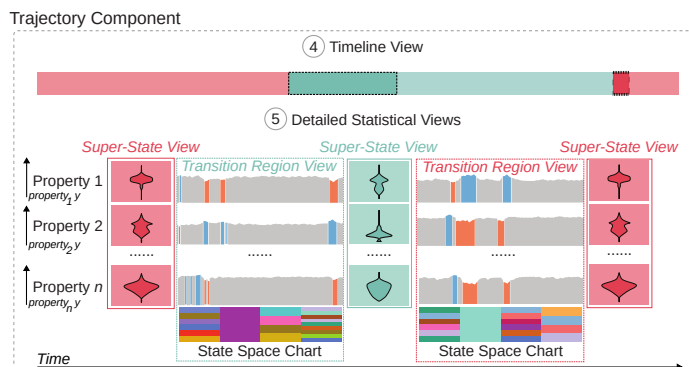 Trajectory Component
4 Timeline View
5 Detailed Statistical Views
Super-State View Super-State View Super-State View
Transition Region View Transition Region View
Property 1
property1 y
Property 2
property2 y
...... ...... ...... ...... ......
Property n
propertyn y
State Space Chart State Space Chart
Time